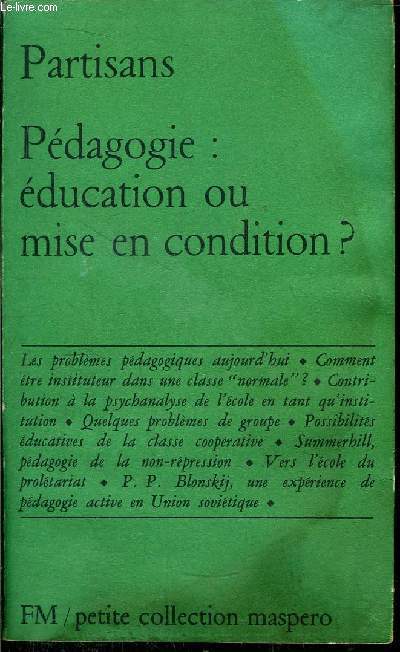 Le-livre.com
Partisans
Pédagogie :
éducation ou
mise en condition ?
Les problèmes pédagogiques aujourd'hui ◆ Comment
être instituteur dans une classe "normale" ? ◆ Contri-
bution à la psychanalyse de l'école en tant qu'insti-
tution ◆ Quelques problèmes de groupe ◆ Possibilités
éducatives de la classe coopérative ◆ Summerhill,
pédagogie de la non-répression ◆ Vers l'école du
prolétariat ◆ P. P. Blonskij, une expérience de
pédagogie active en Union soviétique ◆
FM / petite collection maspero